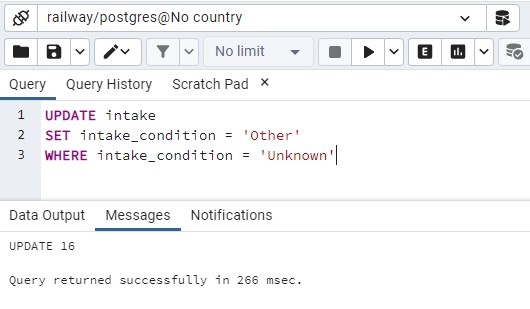 railway/postgres@No country
No limit
E
Query Query History Scratch Pad ×
1 UPDATE intake
2 SET intake_condition = 'Other'
3 WHERE intake_condition = 'Unknown'
Data Output Messages Notifications
UPDATE 16
Query returned successfully in 266 msec.